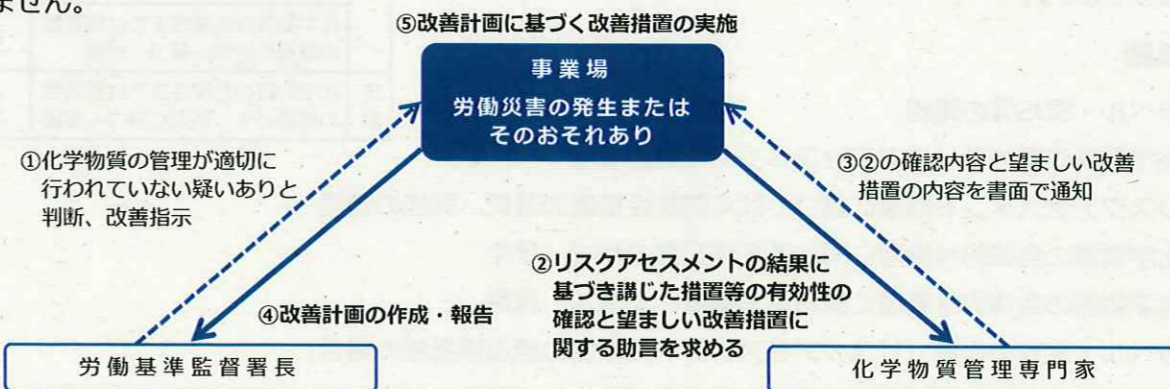 ません。
⑤改善計画に基づく改善措置の実施
事業場
労働災害の発生または
そのおそれあり
①化学物質の管理が適切に
行われていない疑いありと
判断、改善指示
③②の確認内容と望ましい改善
措置の内容を書面で通知
②リスクアセスメントの結果に
基づき講じた措置等の有効性の
確認と望ましい改善措置に
関する助言を求める
④改善計画の作成・報告
労働基準監督署長
化学物質管理専門家